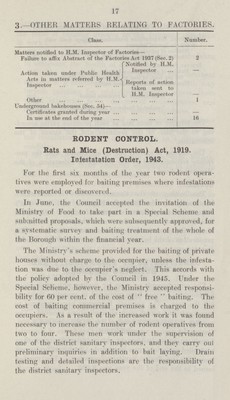 17
3.—OTHER MATTERS RELATING TO FACTORIES.
Class. Number.
Matters notified to H.M. Inspector of Factories—
Failure to affix Abstract of the Factories Act 1937 (Sec. 2) 2
Action taken under Public Health Acts in matters referred by H.M. Inspector
Notified by H.M. Inspector ... —
Reports of action taken sent to H.M. Inspector —
Other ... 1
Underground bakehouses (Sec. 54)—
Certificates granted during year ... —
In use at the end of the year ... 16
RODENT CONTROL.
Rats and Mice (Destruction) Act, 1919.
Infestatation Order, 1943.
For the first six months of the year two rodent opera-
tives were employed for baiting premises where infestations
were reported or discovered.
In June, the Council accepted the invitation of the
Ministry of Food to take part in a Special Scheme and
submitted proposals, which were subsequently approved, for
a systematic survey and baiting treatment of the whole of
the Borough within the financial year.
The Ministry's scheme provided for the baiting of private
houses without charge to the occupier, unless the infesta-
tion was due to the occupier's neglect. This accords with
the policy adopted by the Council in 1943. Under the
Special Scheme, however, the Ministry accepted responsi-
bility for 60 per cent. of the cost of "free" baiting. The
cost of baiting commercial premises is charged to the
occupiers. As a result of the increased work it was found
necessary to increase the number of rodent operatives from
two to four. These men work under the supervision of
one of the district sanitary inspectors, and they carry out
preliminary inquiries in addition to bait laying. Drain
testing and detailed inspections are the responsibility of
the district sanitary inspectors.